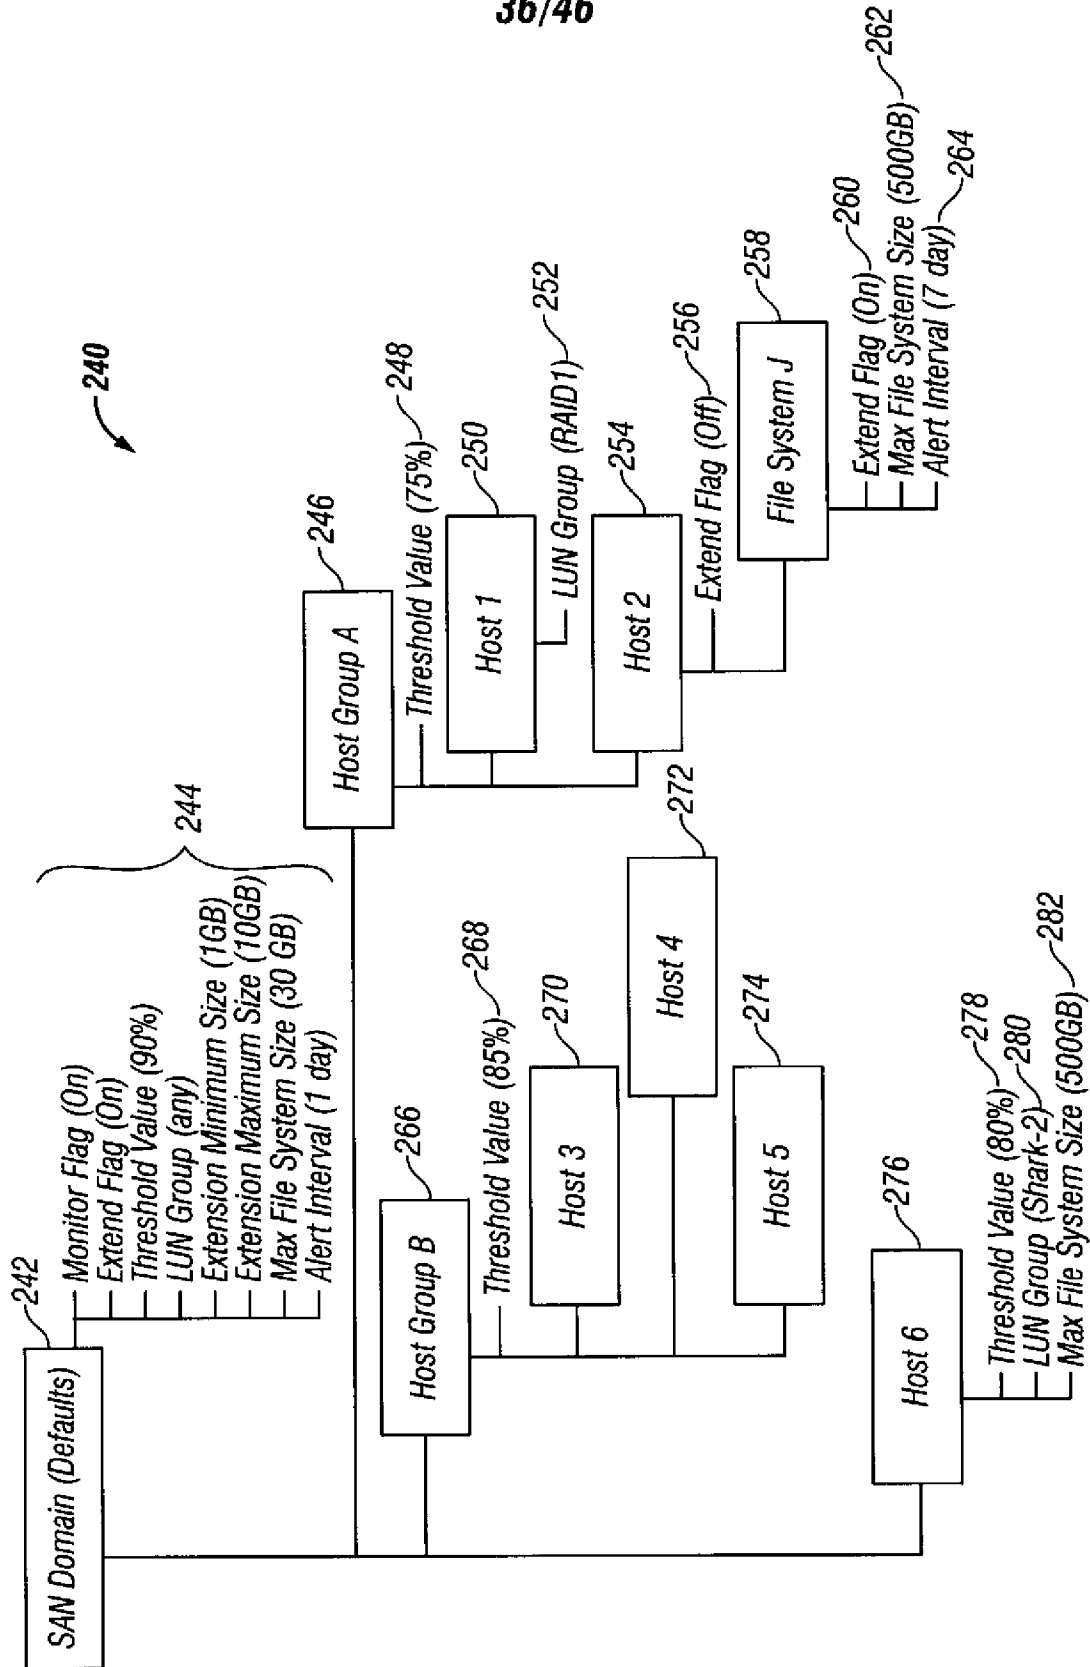 36/46
240
SAN Domain (Defaults)
242
Monitor Flag (On)
Extend Flag (On)
Threshold Value (90%)
LUN Group (any)
Extension Minimum Size (1GB)
Extension Maximum Size (10GB)
Max File System Size (30 GB)
Alert Interval (1 day)
244
Host Group A
246
Threshold Value (75%)
248
Host 1
250
LUN Group (RAID1)
252
Host 2
254
Extend Flag (Off)
256
File System J
258
Extend Flag (On)
260
Max File System Size (500GB)
262
Alert Interval (7 day)
264
Host Group B
266
Threshold Value (85%)
268
Host 3
270
Host 4
272
Host 5
274
Host 6
276
Threshold Value (80%)
278
LUN Group (Shark-2)
280
Max File System Size (500GB)
282